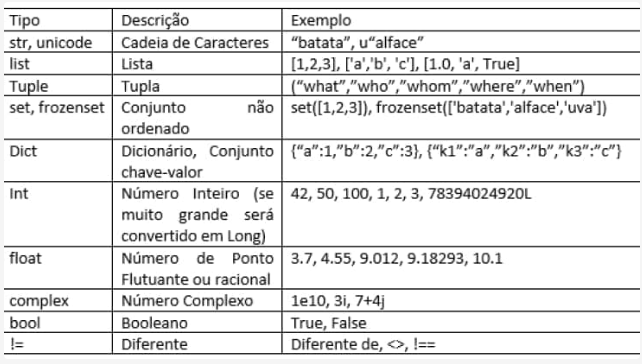 Tipo Descrição Exemplo
str, unicode Cadeia de Caracteres “batata”, u“alface”
list Lista [1,2,3], ['a','b', 'c'], [1.0, 'a', True]
Tuple Tupla (“what”,”who”,”whom”,”where”,”when”)
set, frozenset Conjunto não set([1,2,3]), frozenset(['batata','alface','uva'])
ordenado
Dict Dicionário, Conjunto {“a”:1,”b”:2,”c”:3}, {“k1”:”a”,”k2”:”b”,”k3”:”c”}
chave-valor
Int Número Inteiro (se 42, 50, 100, 1, 2, 3, 78394024920L
muito grande será
convertido em Long)
float Número de Ponto 3.7, 4.55, 9.012, 9.18293, 10.1
Flutuante ou racional
complex Número Complexo 1e10, 3i, 7+4j
bool Booleano True, False
!= Diferente Diferente de, <>, !==